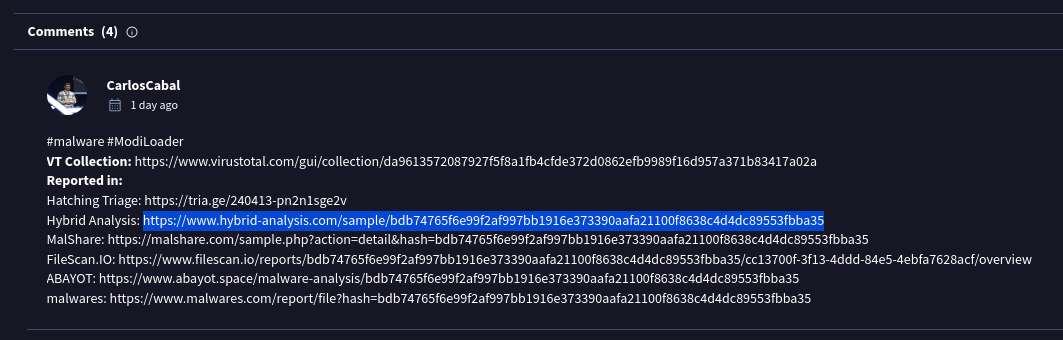 Comments (4)
CarlosCabal
1 day ago
#malware #ModiLoader
VT Collection: https://www.virustotal.com/gui/collection/da9613572087927f5f8a1fb4cfde372d0862efb9989f16d957a371b83417a02a
Reported in:
Hatching Triage: https://tria.ge/240413-pn2n1sge2v
Hybrid Analysis: https://www.hybrid-analysis.com/sample/bdb74765f6e99f2af997bb1916e373390aafa21100f8638c4d4dc89553fbba35
MalShare: https://malshare.com/sample.php?action=detail&hash=bdb74765f6e99f2af997bb1916e373390aafa21100f8638c4d4dc89553fbba35
FileScan.IO: https://www.filescan.io/reports/bdb74765f6e99f2af997bb1916e373390aafa21100f8638c4d4dc89553fbba35/cc13700f-3f13-4ddd-84e5-4ebfa7628acf/overview
ABAYOT: https://www.abayot.space/malware-analysis/bdb74765f6e99f2af997bb1916e373390aafa21100f8638c4d4dc89553fbba35
malwares: https://www.malwares.com/report/file?hash=bdb74765f6e99f2af997bb1916e373390aafa21100f8638c4d4dc89553fbba35